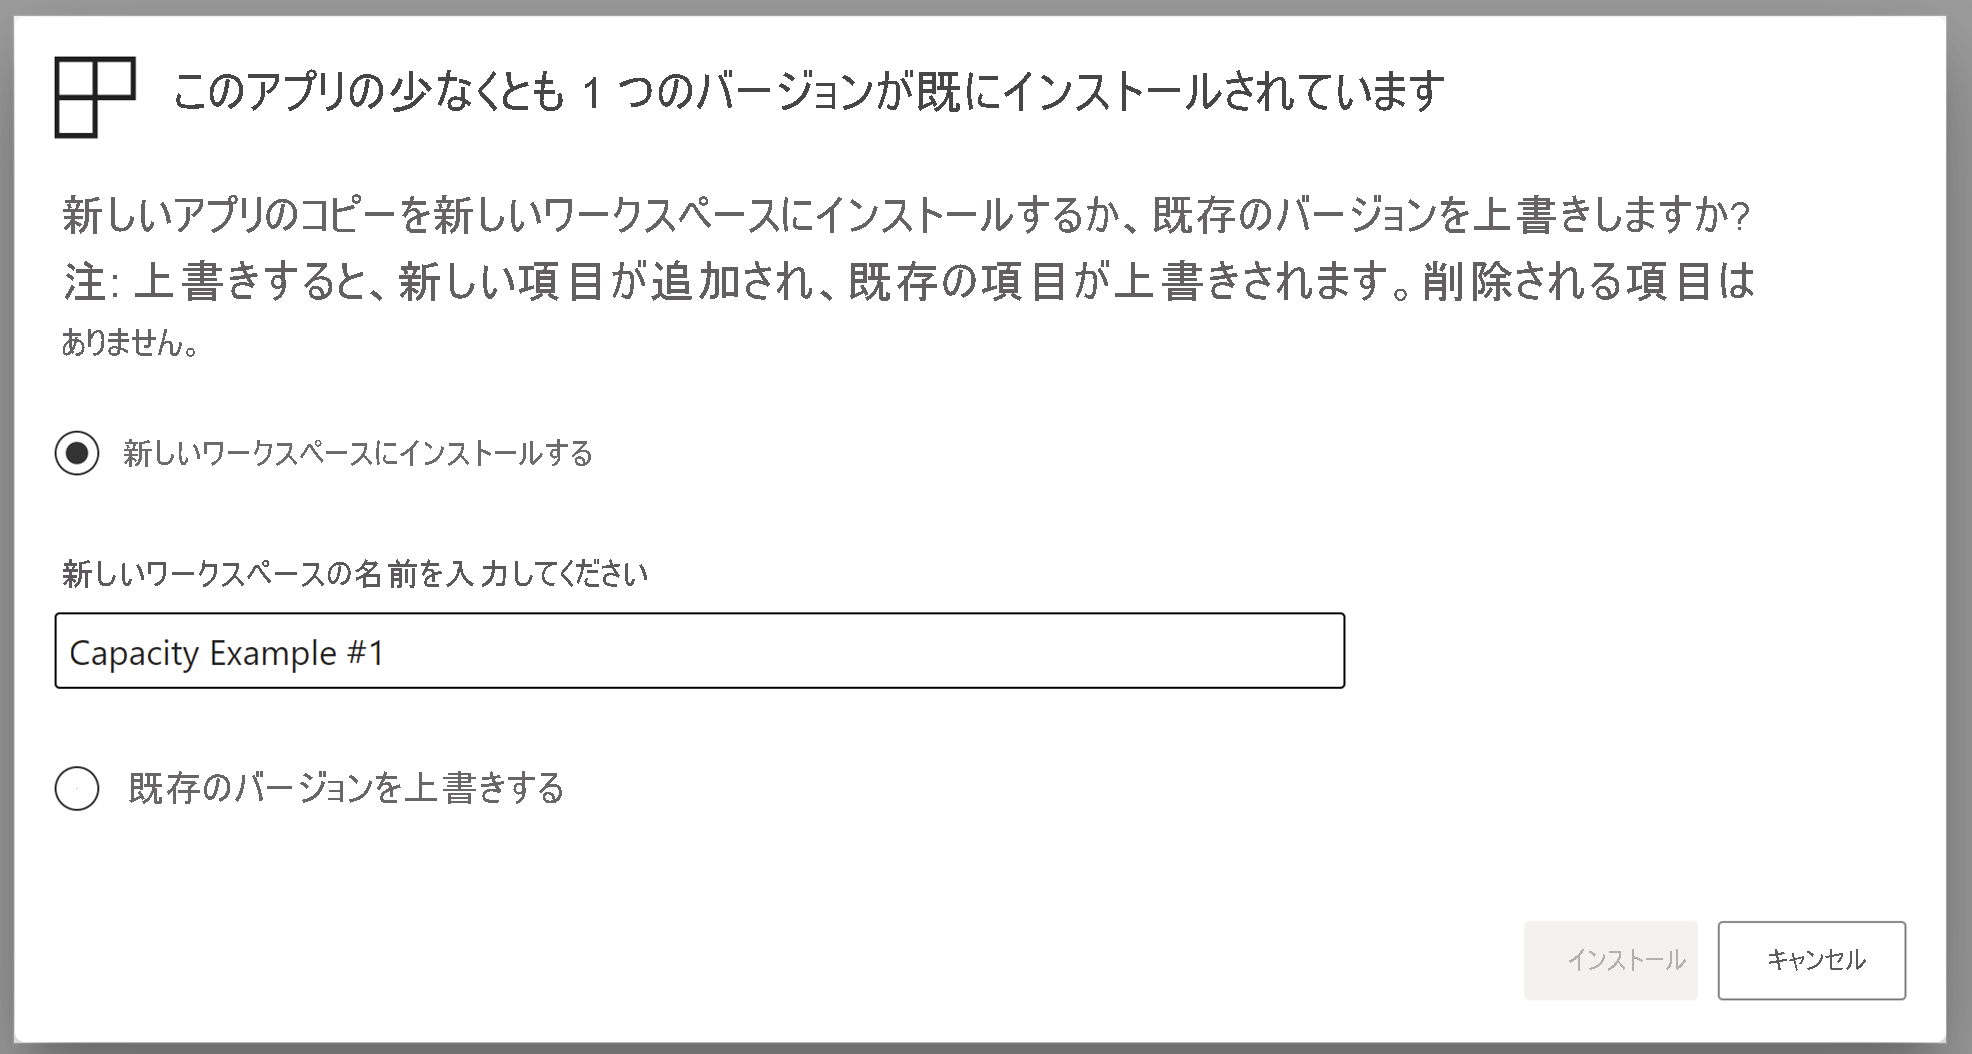 このアプリの少なくとも 1 つのバージョンが既にインストールされています
新しいアプリのコピーを新しいワークスペースにインストールするか、既存のバージョンを上書きしますか?
注: 上書きすると、新しい項目が追加され、既存の項目が上書きされます。削除される項目は
ありません。
新しいワークスペースにインストールする
新しいワークスペースの名前を入力してください
Capacity Example #1
既存のバージョンを上書きする
インストール
キャンセル